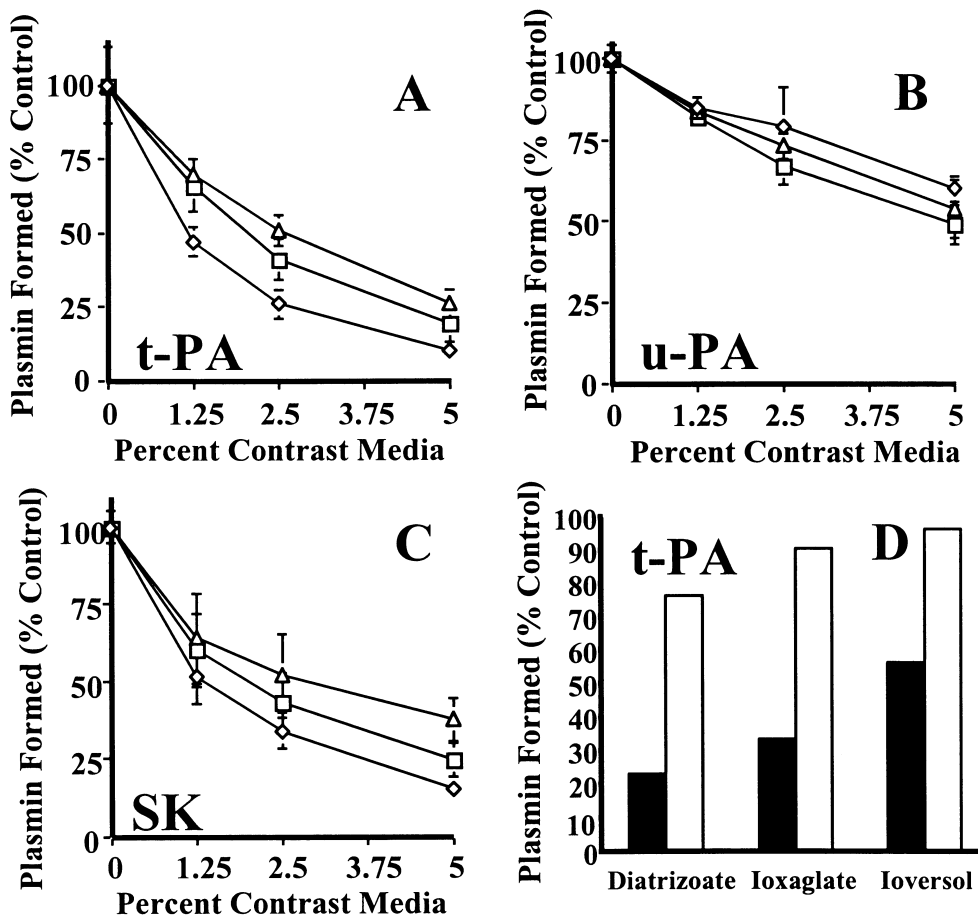 A
Plasmin Formed (% Control)
100
75
50
25
0
t-PA
0 1.25 2.5 3.75 5
Percent Contrast Media
B
Plasmin Formed (% Control)
100
75
50
25
0
u-PA
0 1.25 2.5 3.75 5
Percent Contrast Media
C
Plasmin Formed (% Control)
100
75
50
25
0
SK
0 1.25 2.5 3.75 5
Percent Contrast Media
t-PA D
Plasmin Formed (% Control)
100
90
80
70
60
50
40
30
20
10
0
Diatrizoate Ioxaglate Ioversol